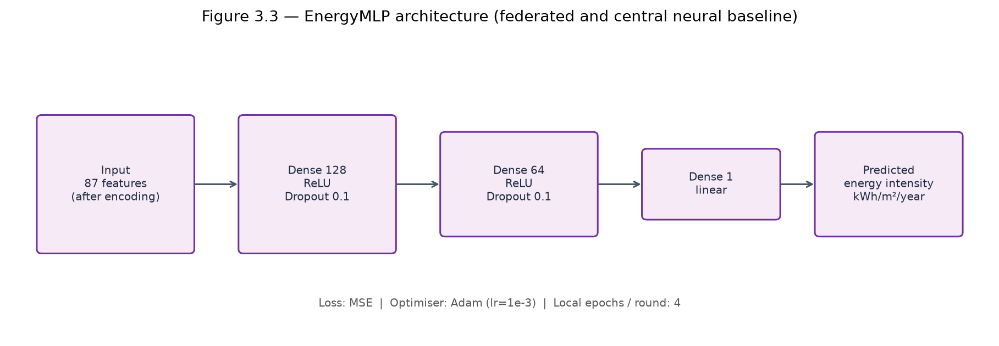 Figure 3.3 — EnergyMLP architecture (federated and central neural baseline)
Input
87 features
(after encoding)
Dense 128
ReLU
Dropout 0.1
Dense 64
ReLU
Dropout 0.1
Dense 1
linear
Predicted
energy intensity
kWh/m²/year
Loss: MSE | Optimiser: Adam (lr=1e-3) | Local epochs / round: 4